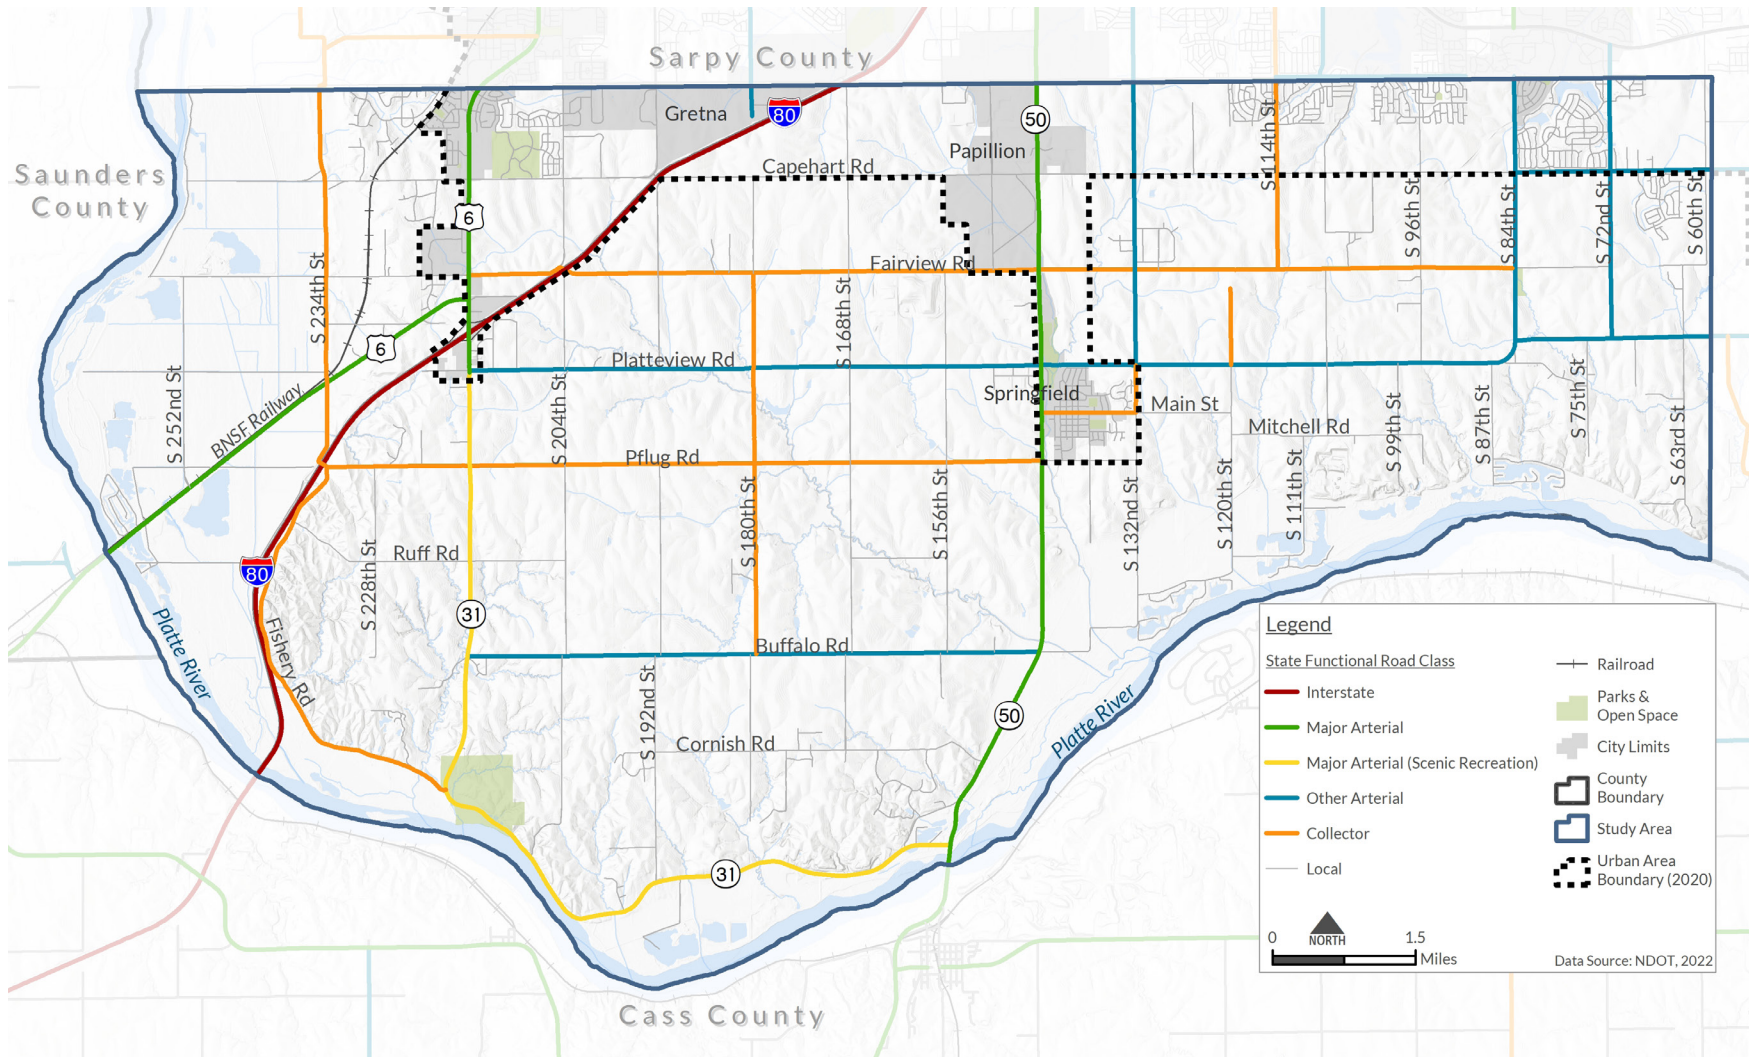 Sarpy County
Gretna
80
50
S 114th St
Papillion
Capehart Rd
Saunders
County
6
S 96th St
S 84th St
S 72nd St
S 60th St
Fairview Rd
S 234th St
S 168th St
6
Platteview Rd
S 252nd St
BNSF Railway
S 204th St
Springfield
Main St
Mitchell Rd
S 99th St
S 87th St
S 75th St
S 63rd St
Pflug Rd
S 180th St
S 156th St
S 132nd St
S 120th St
S 111th St
Ruff Rd
80
S 228th St
31
Platte River
Fishery Rd
Buffalo Rd
S 192nd St
Cornish Rd
50
Platte River
31
Cass County
Legend
State Functional Road Class
Interstate
Major Arterial
Major Arterial (Scenic Recreation)
Other Arterial
Collector
Local
Railroad
Parks &
Open Space
City Limits
County
Boundary
Study Area
Urban Area
Boundary (2020)
0
NORTH
1.5
Miles
Data Source: NDOT, 2022